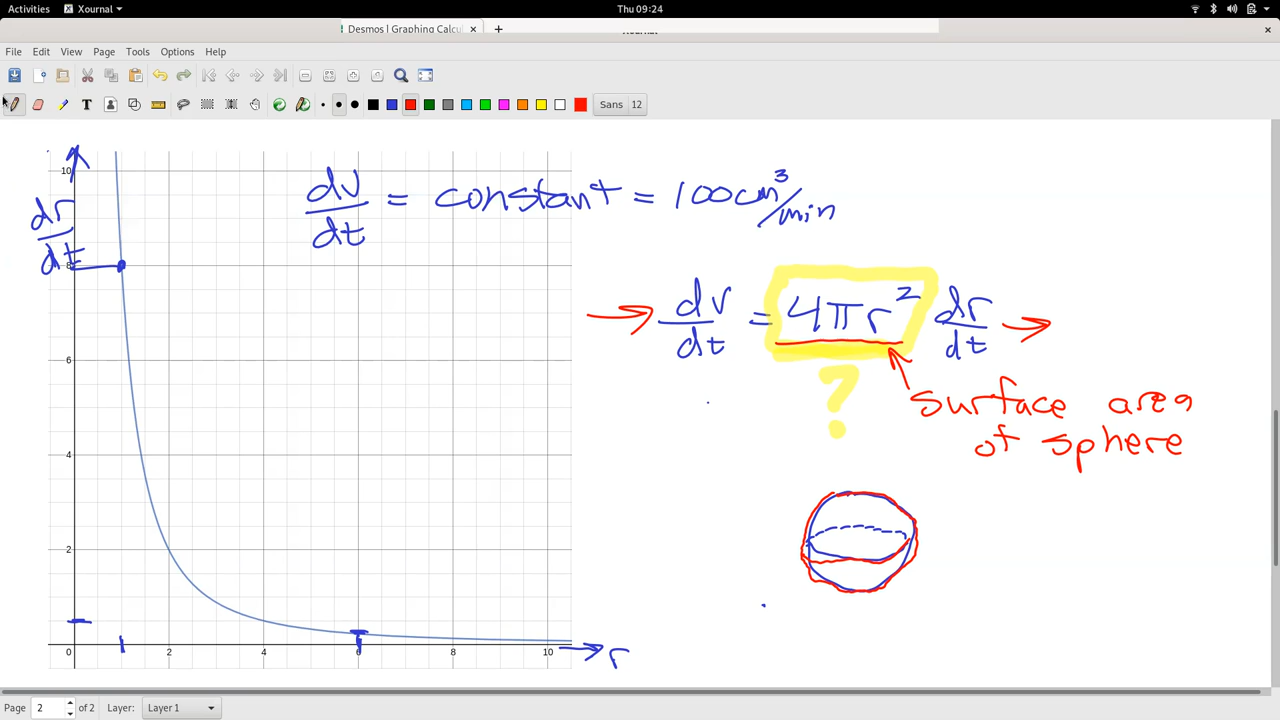 Activities Xournal Thu 09:24
Desmos | Graphing Calcu × +
File Edit View Page Tools Options Help
Sans 12
dr/dt
10
8
6
4
2
0 2 4 6 8 10
r
dV/dt = constant = 100cm³/min
dV/dt = 4πr² dr/dt
?
surface area
of sphere
Page 2 of 2 Layer: Layer 1